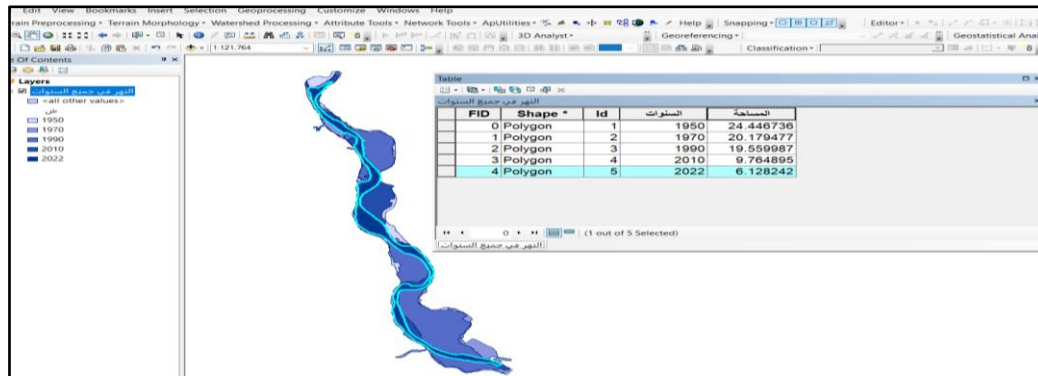 Edit View Bookmarks Insert Selection Geoprocessing Customize Windows Help
rain Preprocessing Terrain Morphology Watershed Processing Attribute Tools Network Tools ApUtilities Help Snapping Editor
3D Analyst Georeferencing Geostatistical Anal
1:121.764 Classification
e Of Contents
Layers
النهر في جميع السنوات
<all other values>
1950
1970
1990
2010
2022
Table
النهر في جميع السنوات
FID Shape * Id السنوات المساحة
0 Polygon 1 1950 24.446736
1 Polygon 2 1970 20.179477
2 Polygon 3 1990 19.559987
3 Polygon 4 2010 9.764895
4 Polygon 5 2022 6.128242
0 (1 out of 5 Selected)
النهر في جميع السنوات